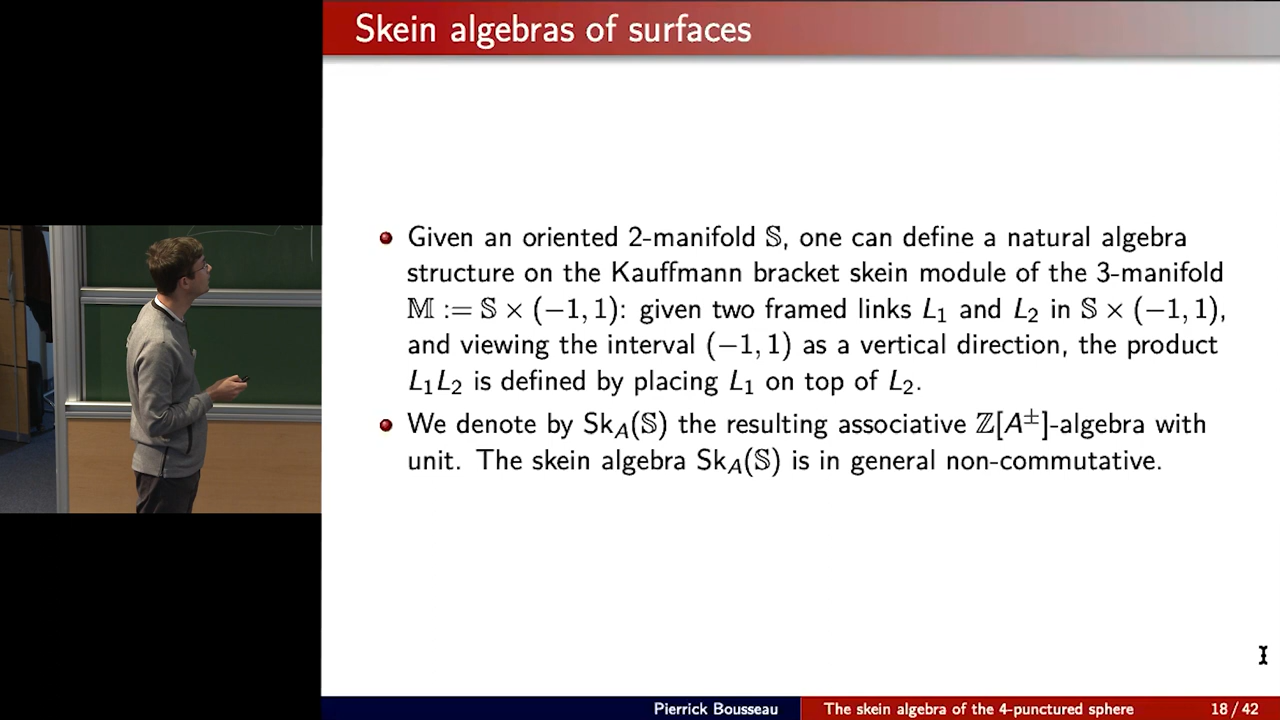 Skein algebras of surfaces
Given an oriented 2-manifold 𝕊, one can define a natural algebra
structure on the Kauffmann bracket skein module of the 3-manifold
𝕄 := 𝕊 × (−1, 1): given two framed links L₁ and L₂ in 𝕊 × (−1, 1),
and viewing the interval (−1, 1) as a vertical direction, the product
L₁L₂ is defined by placing L₁ on top of L₂.
We denote by Sk_A(𝕊) the resulting associative ℤ[A^±]-algebra with
unit. The skein algebra Sk_A(𝕊) is in general non-commutative.
Pierrick Bousseau The skein algebra of the 4-punctured sphere 18 / 42